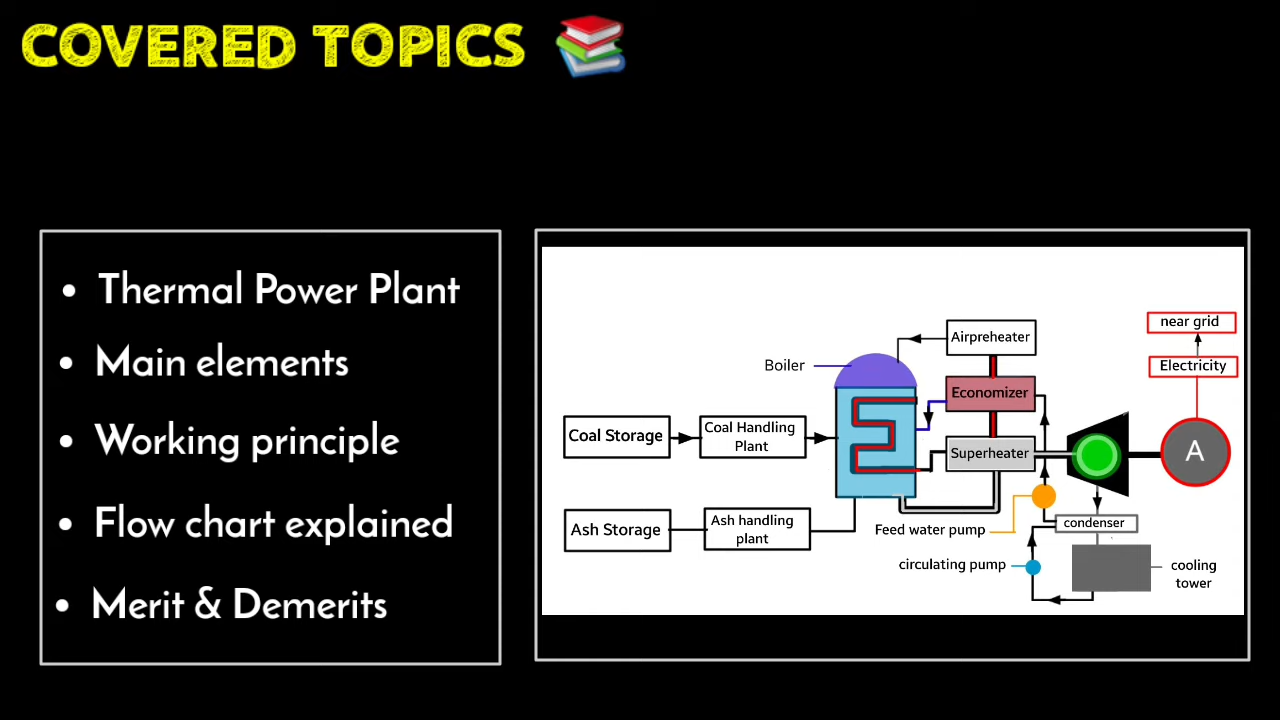 COVERED TOPICS
• Thermal Power Plant
• Main elements
• Working principle
• Flow chart explained
• Merit & Demerits
near grid
Airpreheater
Boiler
Electricity
Economizer
Coal Storage
Coal Handling
Plant
Superheater
A
Ash Storage
Ash handling
plant
Feed water pump
condenser
circulating pump
cooling
tower